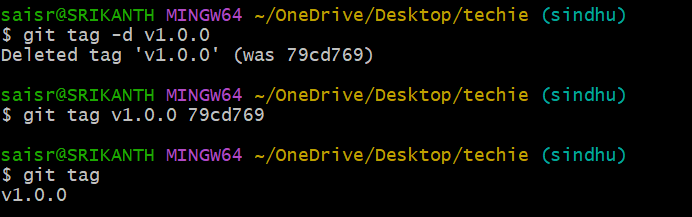 saisr@SRIKANTH MINGW64 ~/OneDrive/Desktop/techie (sindhu)
$ git tag -d v1.0.0
Deleted tag 'v1.0.0' (was 79cd769)
saisr@SRIKANTH MINGW64 ~/OneDrive/Desktop/techie (sindhu)
$ git tag v1.0.0 79cd769
saisr@SRIKANTH MINGW64 ~/OneDrive/Desktop/techie (sindhu)
$ git tag
v1.0.0